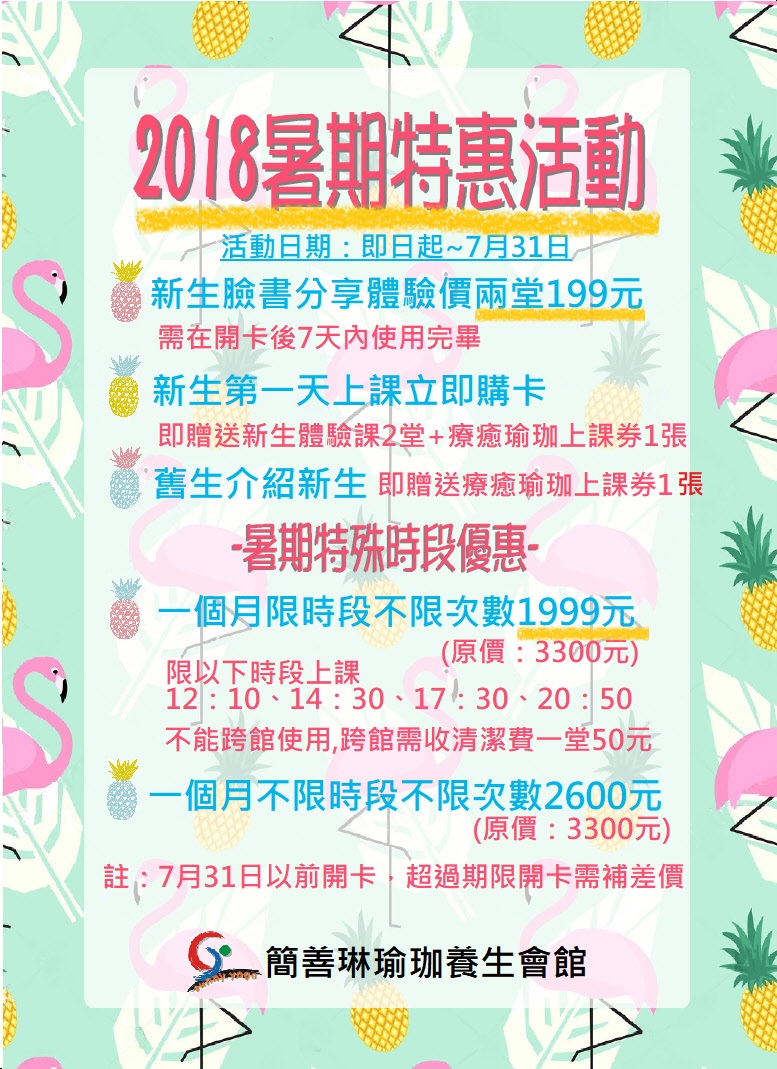 2018暑期特惠活動
活動日期：即日起~7月31日
新生臉書分享體驗價兩堂199元
需在開卡後7天內使用完畢
新生第一天上課立即購卡
即贈送新生體驗課2堂+療癒瑜珈上課券1張
舊生介紹新生 即贈送療癒瑜珈上課券1張
-暑期特殊時段優惠-
一個月限時段不限次數1999元
(原價：3300元)
限以下時段上課
12：10、14：30、17：30、20：50
不能跨館使用,跨館需收清潔費一堂50元
一個月不限時段不限次數2600元
(原價：3300元)
註：7月31日以前開卡，超過期限開卡需補差價
簡善琳瑜珈養生會館